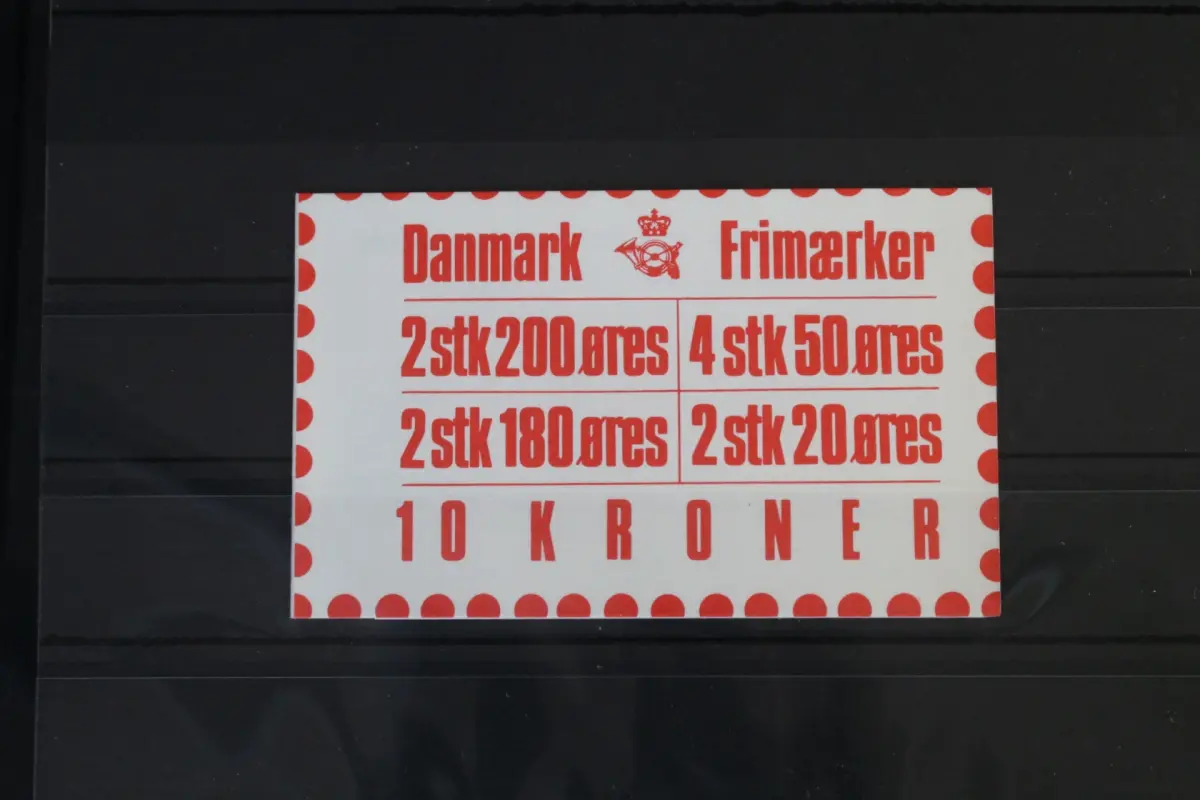 Danmark Frimærker
2 stk 200 øres 4 stk 50 øres
2 stk 180 øres 2 stk 20 øres
10 KRONER